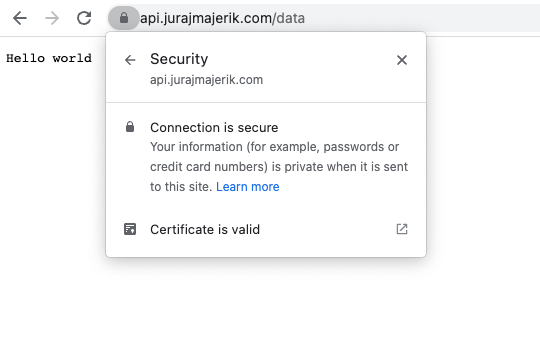 api.jurajmajerik.com/data
Hello world
Security
api.jurajmajerik.com
Connection is secure
Your information (for example, passwords or
credit card numbers) is private when it is sent
to this site. Learn more
Certificate is valid